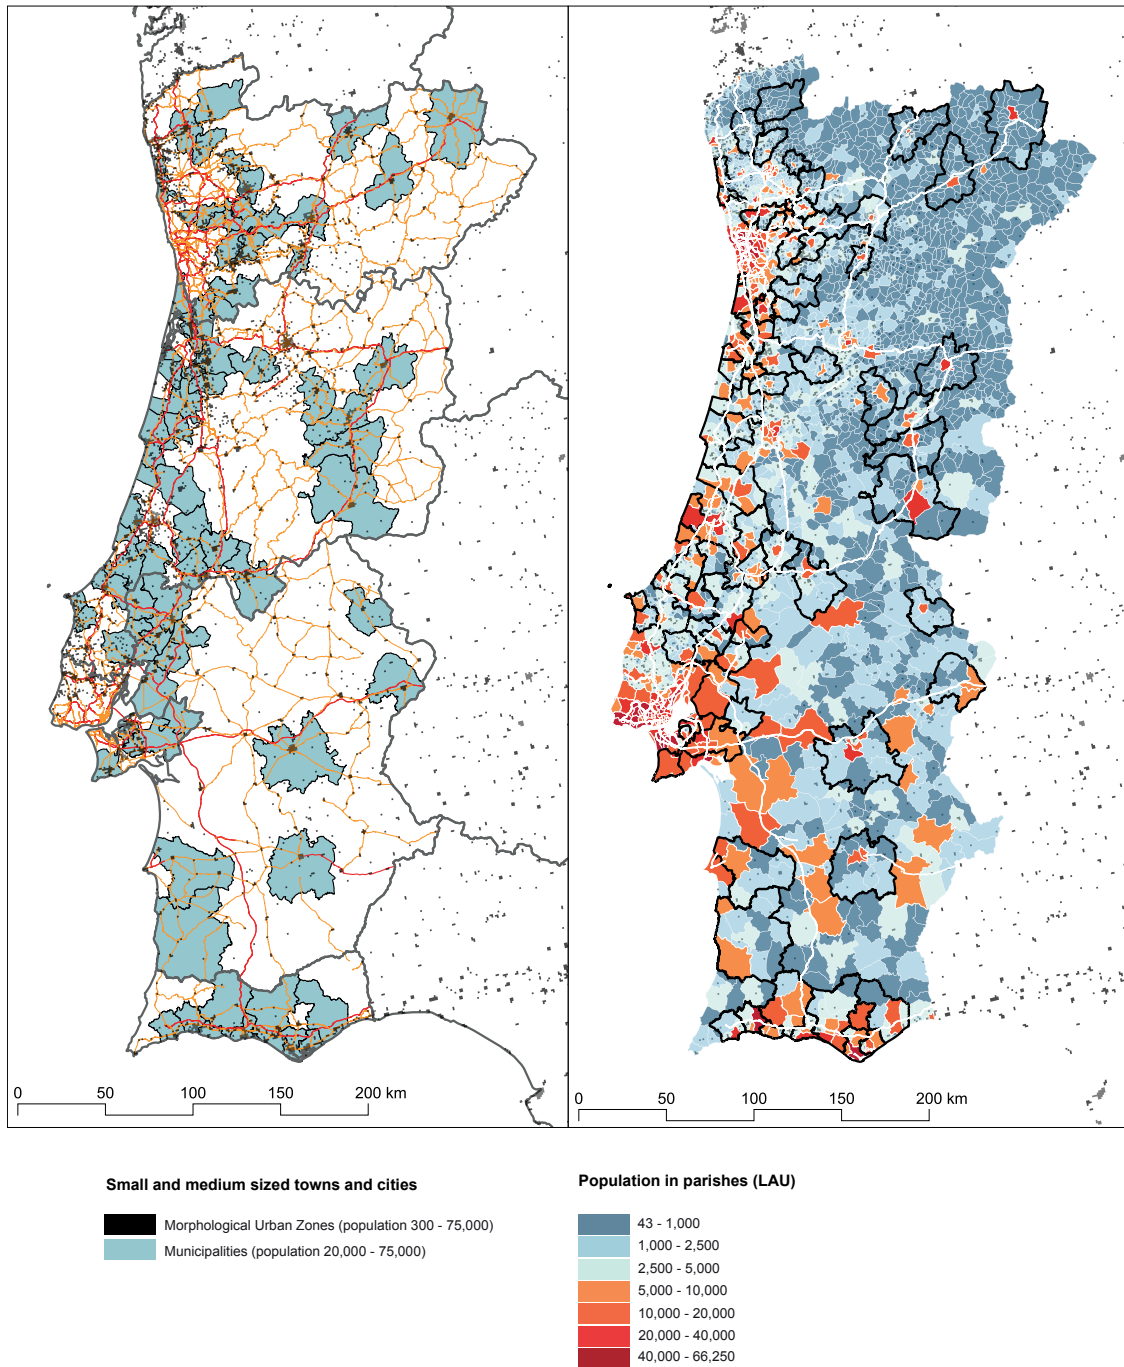 0 50 100 150 200 km
0 50 100 150 200 km
Small and medium sized towns and cities
Morphological Urban Zones (population 300 - 75,000)
Municipalities (population 20,000 - 75,000)
Population in parishes (LAU)
43 - 1,000
1,000 - 2,500
2,500 - 5,000
5,000 - 10,000
10,000 - 20,000
20,000 - 40,000
40,000 - 66,250